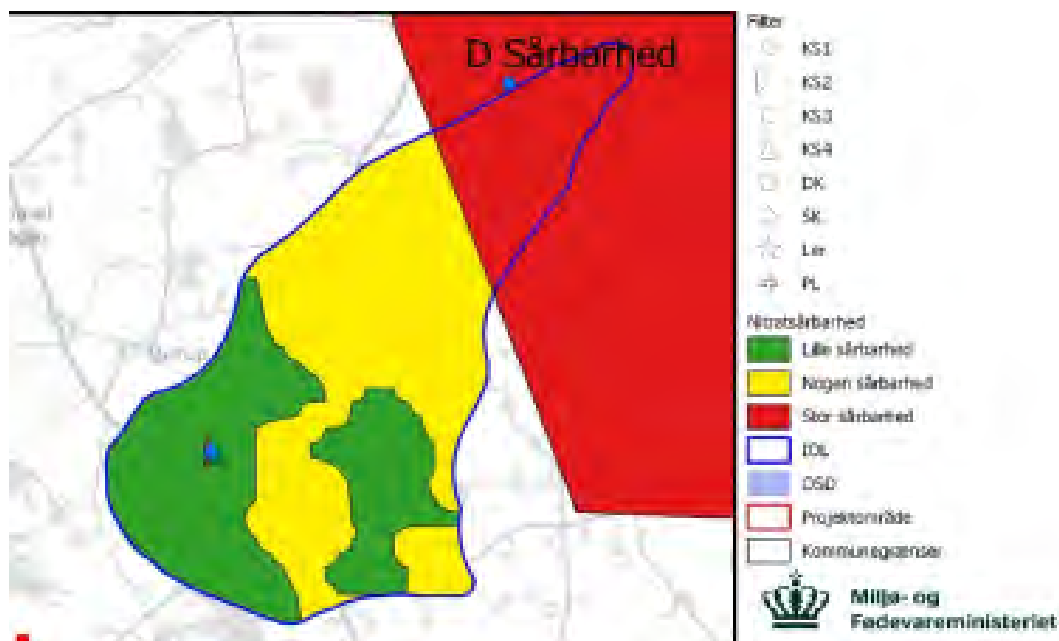 D Sårbarhed
Filter
KS1
KS2
KS3
KS4
DK
SK
Ler
PL
Nitratsårbarhed
Lille sårbarhed
Nogen sårbarhed
Stor sårbarhed
IOL
OSD
Projektområde
Kommunegrænser
Miljø- og
Fødevareministeriet